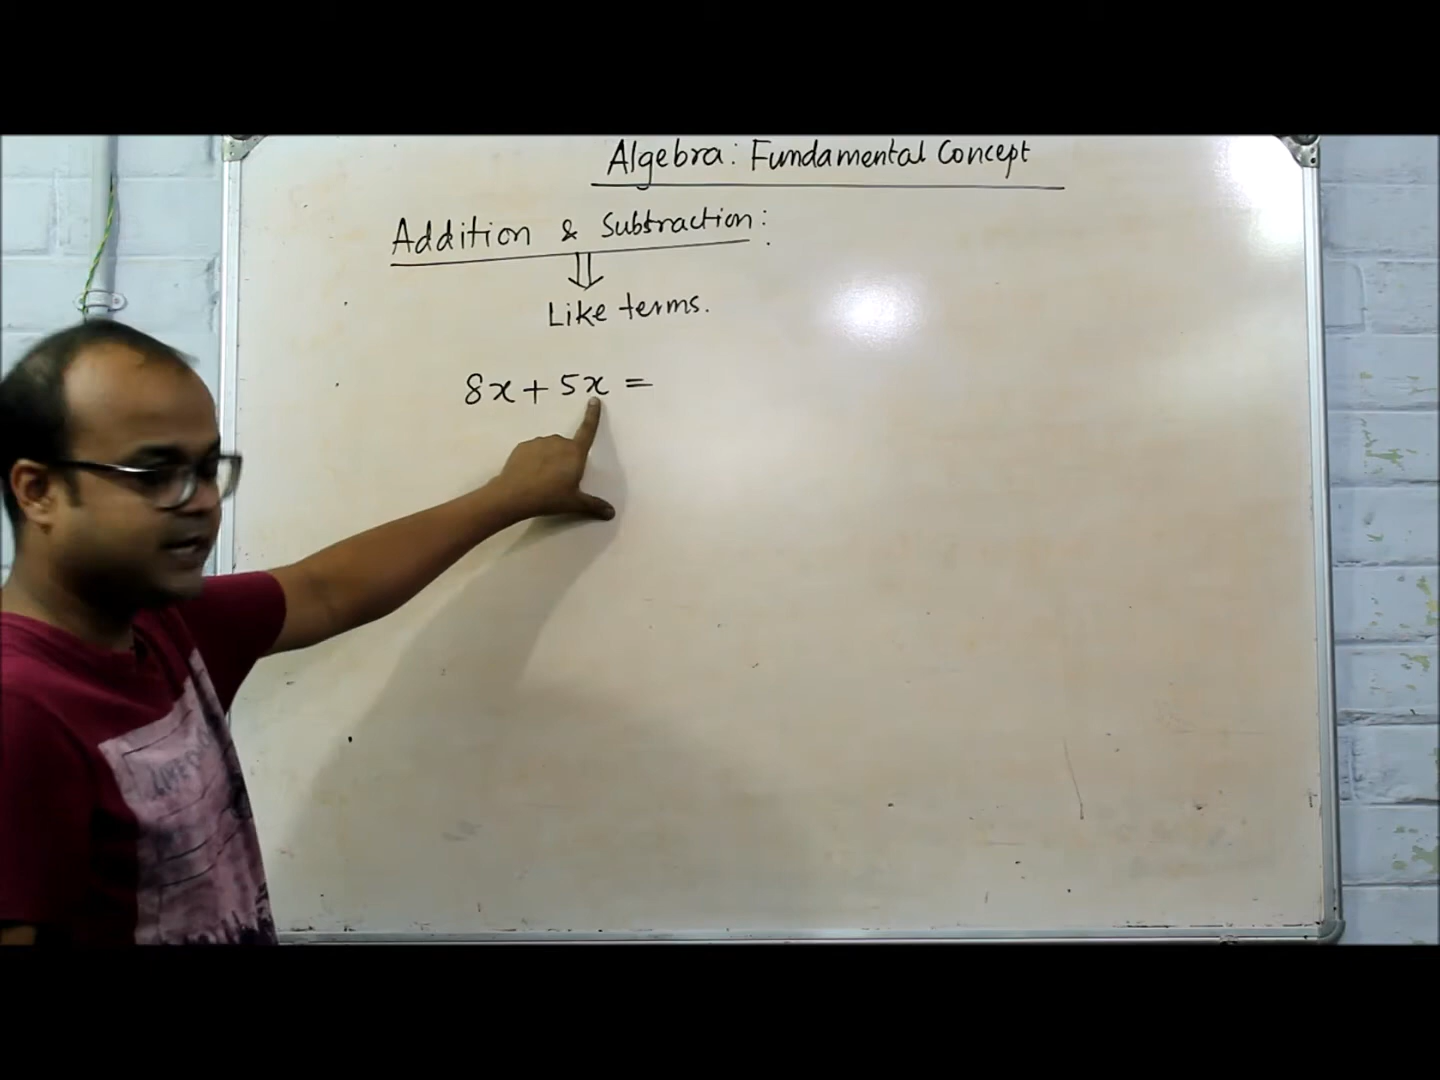 Algebra: Fundamental Concept
Addition & Subtraction:
Like terms.
8x + 5x =